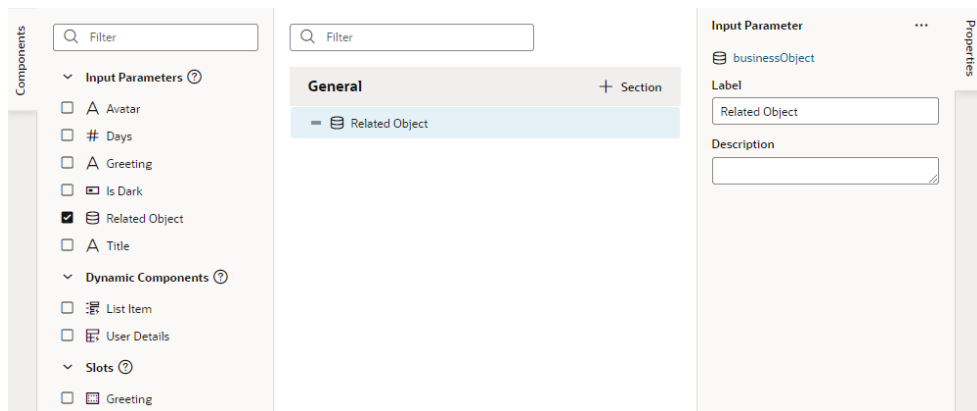 Components
Filter
Input Parameters
Avatar
Days
Greeting
Is Dark
Related Object
Title
Dynamic Components
List Item
User Details
Slots
Greeting
Filter
General
+ Section
Related Object
Input Parameter
businessObject
Label
Related Object
Description
Properties